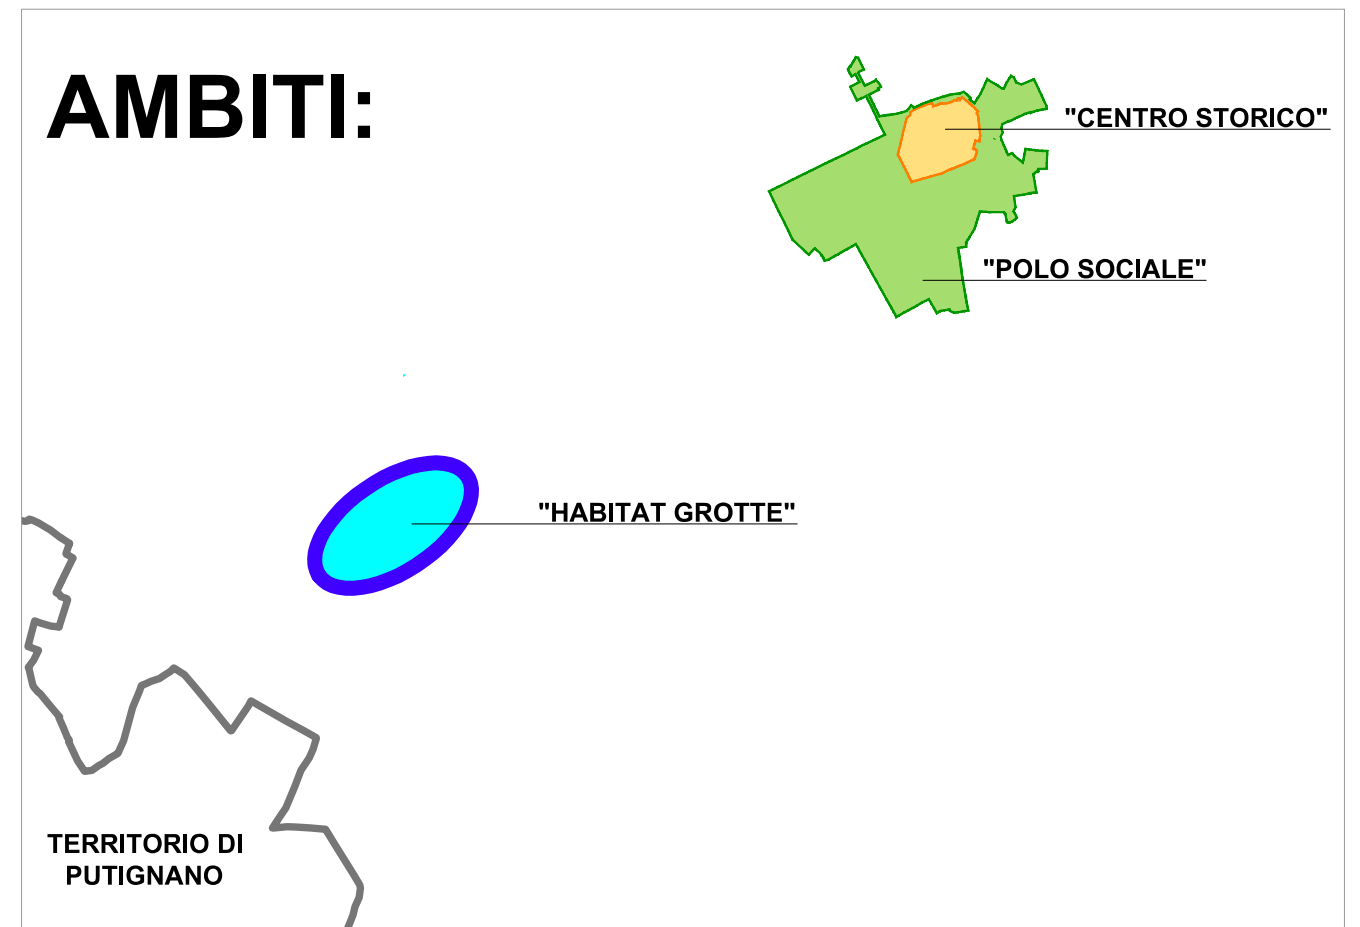 AMBITI:
"CENTRO STORICO"
"POLO SOCIALE"
"HABITAT GROTTE"
TERRITORIO DI
PUTIGNANO